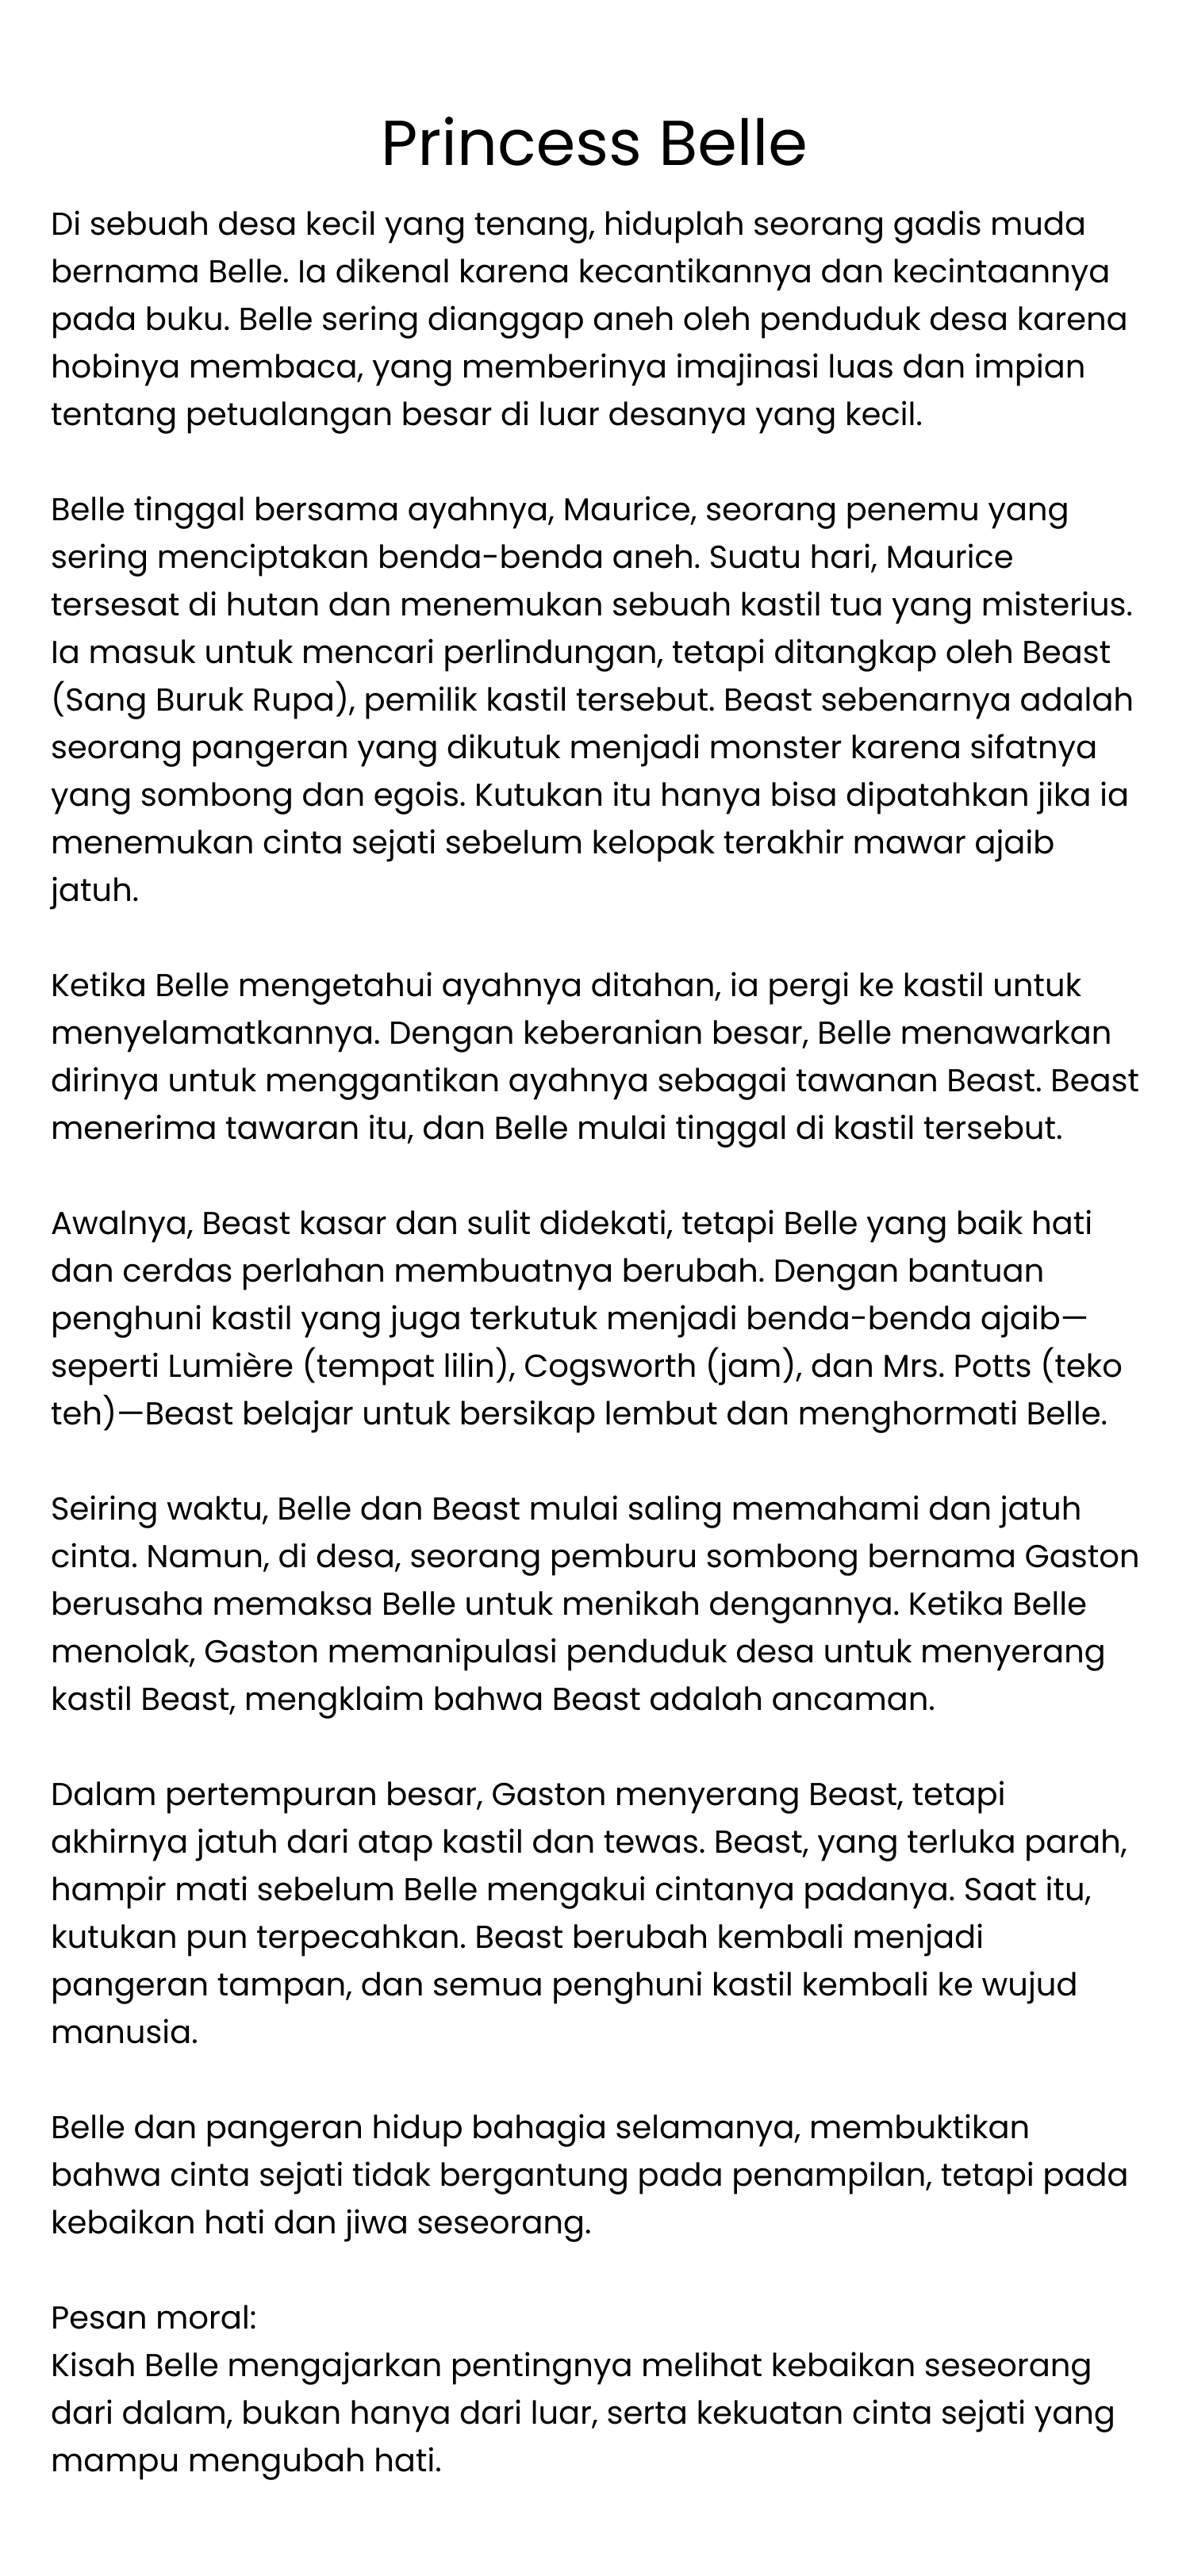 Princess Belle
Di sebuah desa kecil yang tenang, hiduplah seorang gadis muda
bernama Belle. Ia dikenal karena kecantikannya dan kecintaannya
pada buku. Belle sering dianggap aneh oleh penduduk desa karena
hobinya membaca, yang memberinya imajinasi luas dan impian
tentang petualangan besar di luar desanya yang kecil.
Belle tinggal bersama ayahnya, Maurice, seorang penemu yang
sering menciptakan benda-benda aneh. Suatu hari, Maurice
tersesat di hutan dan menemukan sebuah kastil tua yang misterius.
Ia masuk untuk mencari perlindungan, tetapi ditangkap oleh Beast
(Sang Buruk Rupa), pemilik kastil tersebut. Beast sebenarnya adalah
seorang pangeran yang dikutuk menjadi monster karena sifatnya
yang sombong dan egois. Kutukan itu hanya bisa dipatahkan jika ia
menemukan cinta sejati sebelum kelopak terakhir mawar ajaib
jatuh.
Ketika Belle mengetahui ayahnya ditahan, ia pergi ke kastil untuk
menyelamatkannya. Dengan keberanian besar, Belle menawarkan
dirinya untuk menggantikan ayahnya sebagai tawanan Beast. Beast
menerima tawaran itu, dan Belle mulai tinggal di kastil tersebut.
Awalnya, Beast kasar dan sulit didekati, tetapi Belle yang baik hati
dan cerdas perlahan membuatnya berubah. Dengan bantuan
penghuni kastil yang juga terkutuk menjadi benda-benda ajaib—
seperti Lumière (tempat lilin), Cogsworth (jam), dan Mrs. Potts (teko
teh)—Beast belajar untuk bersikap lembut dan menghormati Belle.
Seiring waktu, Belle dan Beast mulai saling memahami dan jatuh
cinta. Namun, di desa, seorang pemburu sombong bernama Gaston
berusaha memaksa Belle untuk menikah dengannya. Ketika Belle
menolak, Gaston memanipulasi penduduk desa untuk menyerang
kastil Beast, mengklaim bahwa Beast adalah ancaman.
Dalam pertempuran besar, Gaston menyerang Beast, tetapi
akhirnya jatuh dari atap kastil dan tewas. Beast, yang terluka parah,
hampir mati sebelum Belle mengakui cintanya padanya. Saat itu,
kutukan pun terpecahkan. Beast berubah kembali menjadi
pangeran tampan, dan semua penghuni kastil kembali ke wujud
manusia.
Belle dan pangeran hidup bahagia selamanya, membuktikan
bahwa cinta sejati tidak bergantung pada penampilan, tetapi pada
kebaikan hati dan jiwa seseorang.
Pesan moral:
Kisah Belle mengajarkan pentingnya melihat kebaikan seseorang
dari dalam, bukan hanya dari luar, serta kekuatan cinta sejati yang
mampu mengubah hati.